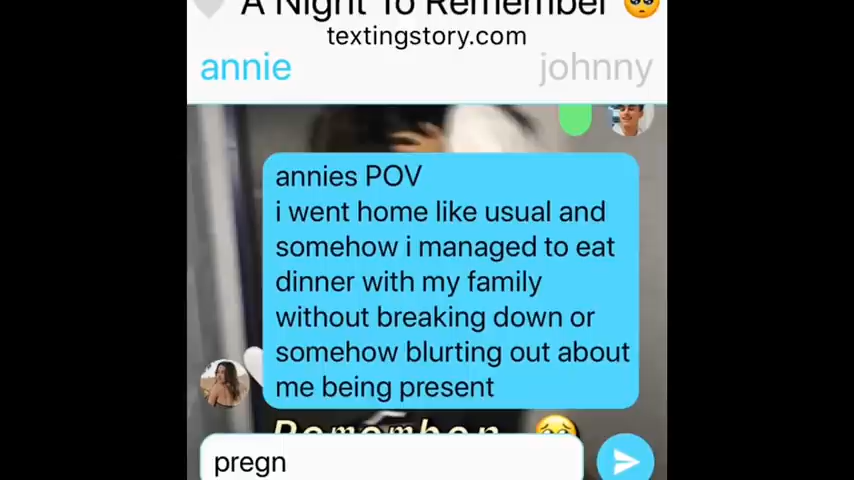 A Night To Remember 🥺
textingstory.com
annie
johnny
annies POV
i went home like usual and
somehow i managed to eat
dinner with my family
without breaking down or
somehow blurting out about
me being present
Remember 🥺
pregn